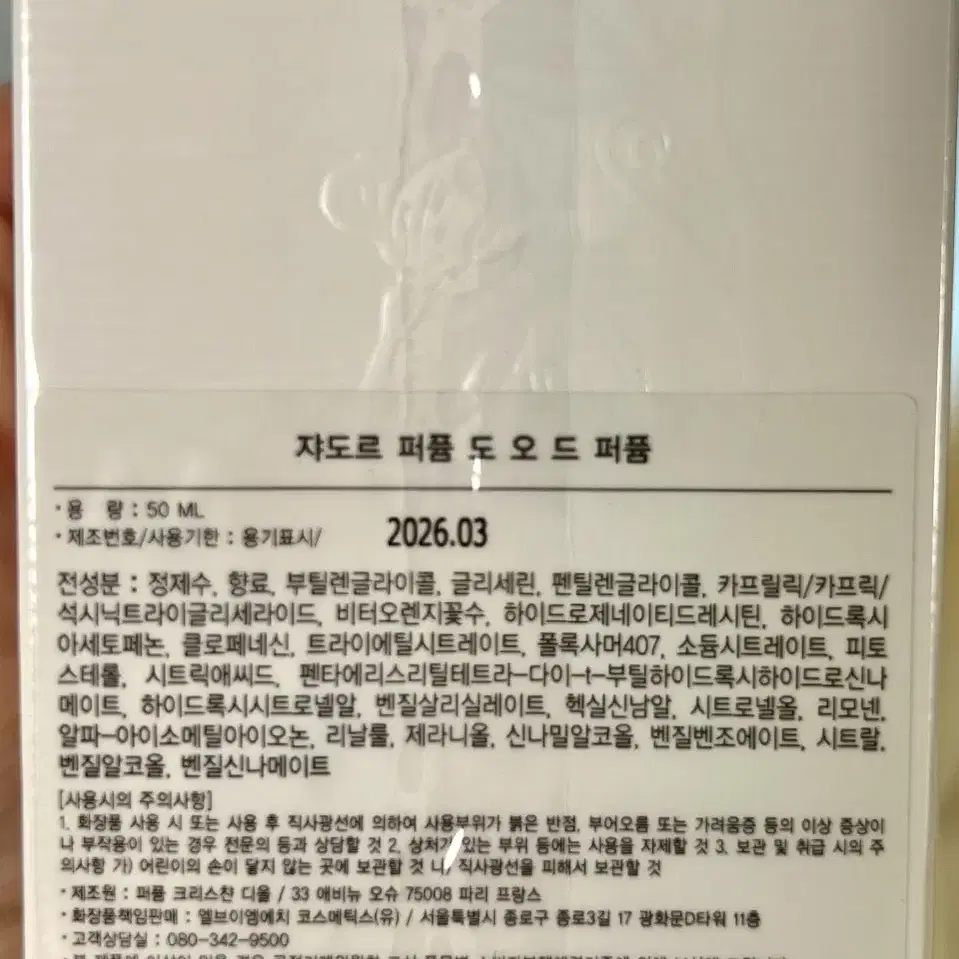 쟈도르 퍼퓸 도 오 드 퍼퓸
· 용 량 : 50 ML
· 제조번호/사용기한 : 용기표시/ 2026.03
전성분 : 정제수, 향료, 부틸렌글라이콜, 글리세린, 펜틸렌글라이콜, 카프릴릭/카프릭/
석시닉트라이글리세라이드, 비터오렌지꽃수, 하이드로제네이티드레시틴, 하이드록시
아세토페논, 클로페네신, 트라이에틸시트레이트, 폴록사머407, 소듐시트레이트, 피토
스테롤, 시트릭애씨드, 펜타에리스리틸테트라-다이-t-부틸하이드록시하이드로신나
메이트, 하이드록시시트로넬알, 벤질살리실레이트, 헥실신남알, 시트로넬올, 리모넨,
알파-아이소메틸아이오논, 리날룰, 제라니올, 신나밀알코올, 벤질벤조에이트, 시트랄,
벤질알코올, 벤질신나메이트
[사용시의 주의사항]
1. 화장품 사용 시 또는 사용 후 직사광선에 의하여 사용부위가 붉은 반점, 부어오름 또는 가려움증 등의 이상 증상이
나 부작용이 있는 경우 전문의 등과 상담할 것 2. 상처가 있는 부위 등에는 사용을 자제할 것 3. 보관 및 취급 시의 주
의사항 가) 어린이의 손이 닿지 않는 곳에 보관할 것 나) 직사광선을 피해서 보관할 것
· 제조원 : 퍼퓸 크리스챤 디올 / 33 애비뉴 오슈 75008 파리 프랑스
· 화장품책임판매 : 엘브이엠에치 코스메틱스(유) / 서울특별시 종로구 종로3길 17 광화문D타워 11층
· 고객상담실 : 080-342-9500